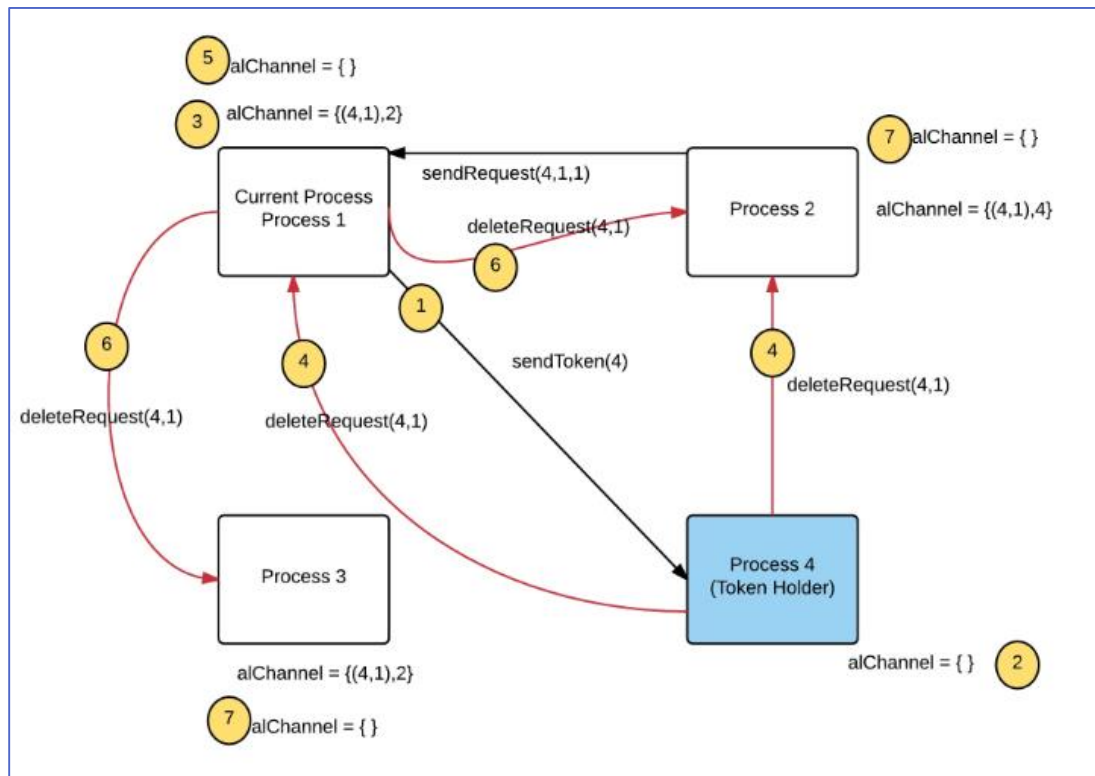 5
alChannel = { }
3
alChannel = {(4,1),2}
7
alChannel = { }
sendRequest(4,1,1)
Current Process
Process 1
Process 2
alChannel = {(4,1),4}
deleteRequest(4,1)
6
1
6
4
4
sendToken(4)
deleteRequest(4,1)
deleteRequest(4,1)
deleteRequest(4,1)
Process 3
Process 4
(Token Holder)
alChannel = {(4,1),2}
alChannel = { }
2
7
alChannel = { }